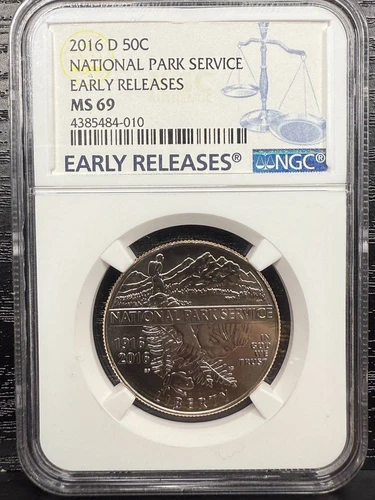 2016 D 50C
NATIONAL PARK SERVICE
EARLY RELEASES
MS 69
4385484-010
EARLY RELEASES®
NGC®
NATIONAL PARK SERVICE
1916
2016
IN
GOD
WE
TRUST
LIBERTY